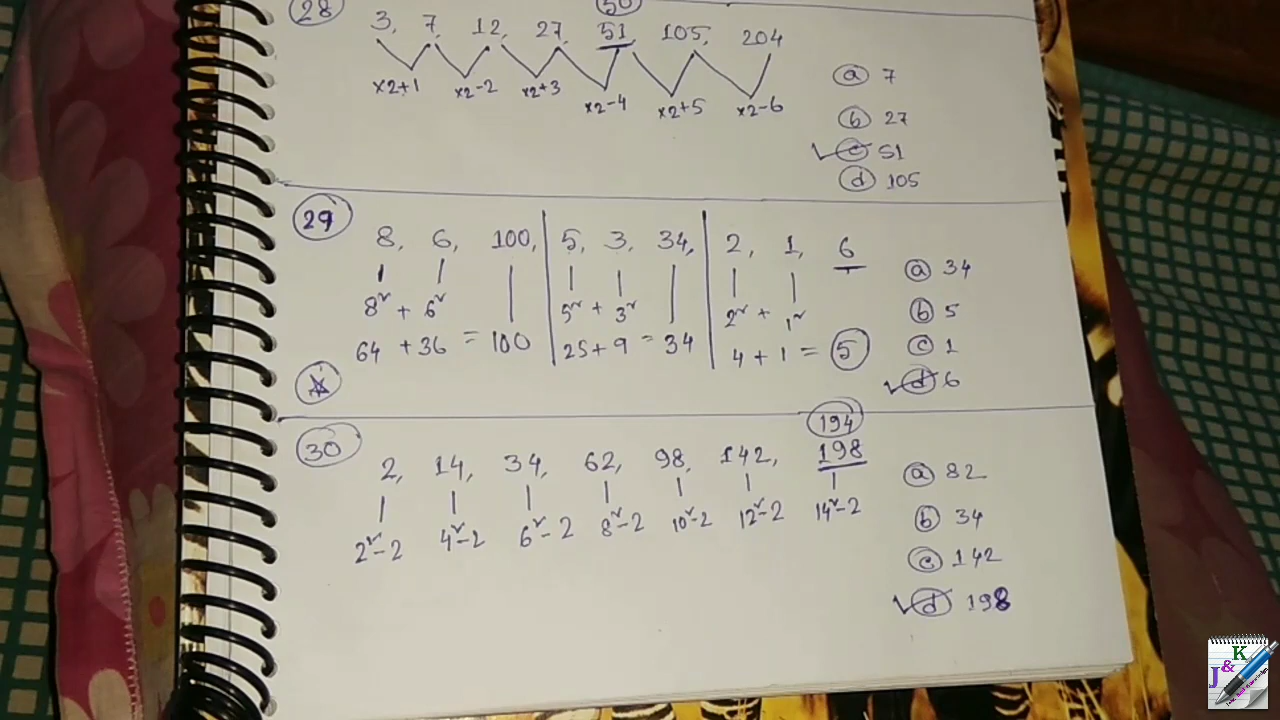 28
50
3, 7, 12, 27, 51, 105, 204
×2+1 ×2-2 ×2+3 ×2-4 ×2+5 ×2-6
a 7
b 27
c 51
d 105
29
8, 6, 100, 5, 3, 34, 2, 1, 6
8² + 6² 5² + 3² 2² + 1²
64 + 36 = 100 25 + 9 = 34 4 + 1 = 5
a 34
b 5
c 1
d 6
30
194
2, 14, 34, 62, 98, 142, 198
2²-2 4²-2 6²-2 8²-2 10²-2 12²-2 14²-2
a 82
b 34
c 142
d 198
J & K